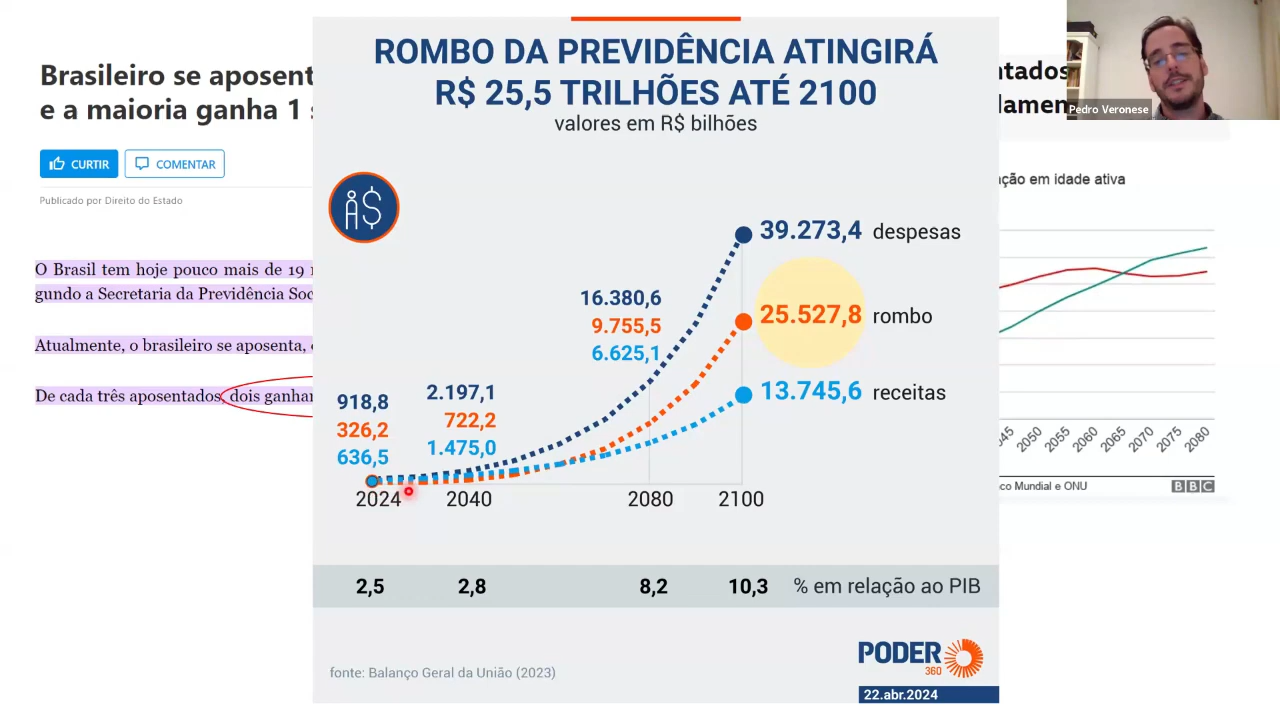 Brasileiro se aposent
e a maioria ganha 1 s
CURTIR
COMENTAR
Publicado por Direito do Estado
O Brasil tem hoje pouco mais de 19
gundo a Secretaria da Previdência Soc
Atualmente, o brasileiro se aposenta,
De cada três aposentados, dois ganhar
ROMBO DA PREVIDÊNCIA ATINGIRÁ
R$ 25,5 TRILHÕES ATÉ 2100
valores em R$ bilhões
$
39.273,4 despesas
16.380,6
9.755,5
6.625,1
25.527,8 rombo
13.745,6 receitas
918,8
326,2
636,5
2.197,1
722,2
1.475,0
2024
2040
2080
2100
2,5
2,8
8,2
10,3
% em relação ao PIB
fonte: Balanço Geral da União (2023)
PODER
360
22.abr.2024
ntados
lamen
Pedro Veronese
ção em idade ativa
45 2050 2055 2060 2065 2070 2075 2080
co Mundial e ONU
BBC